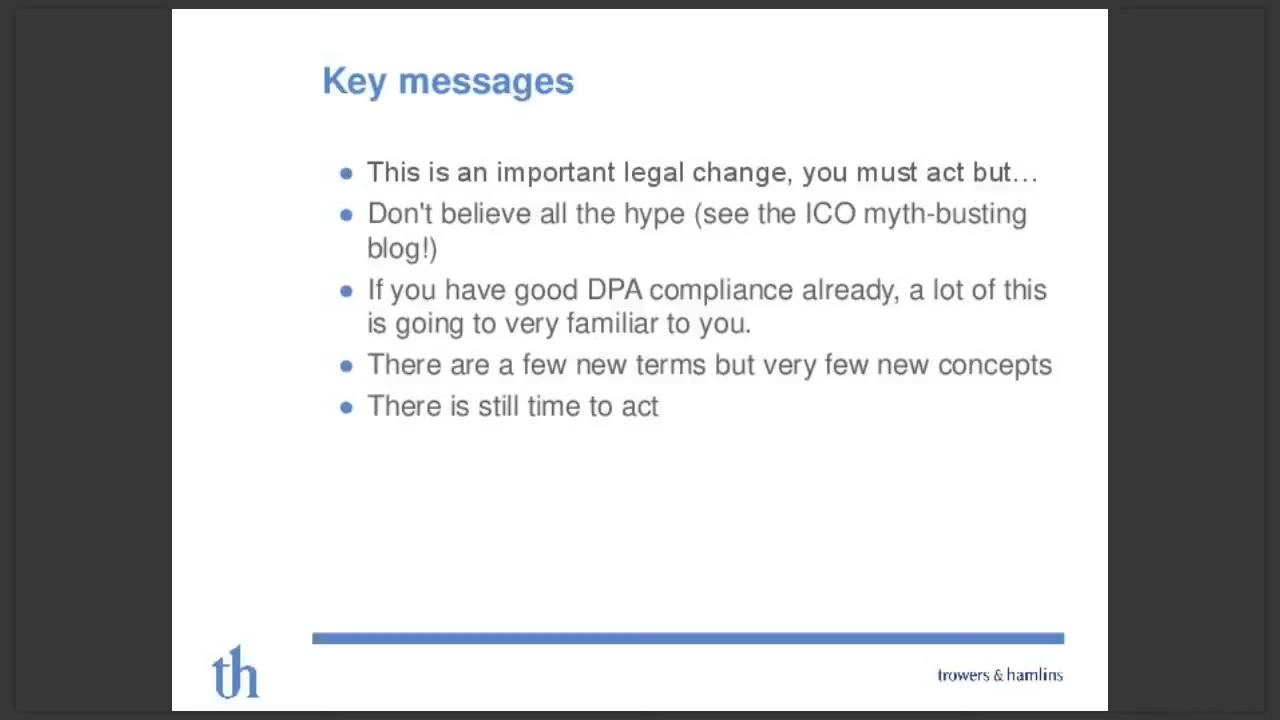 Key messages
This is an important legal change, you must act but…
Don't believe all the hype (see the ICO myth-busting
blog!)
If you have good DPA compliance already, a lot of this
is going to very familiar to you.
There are a few new terms but very few new concepts
There is still time to act
th
trowers & hamlins